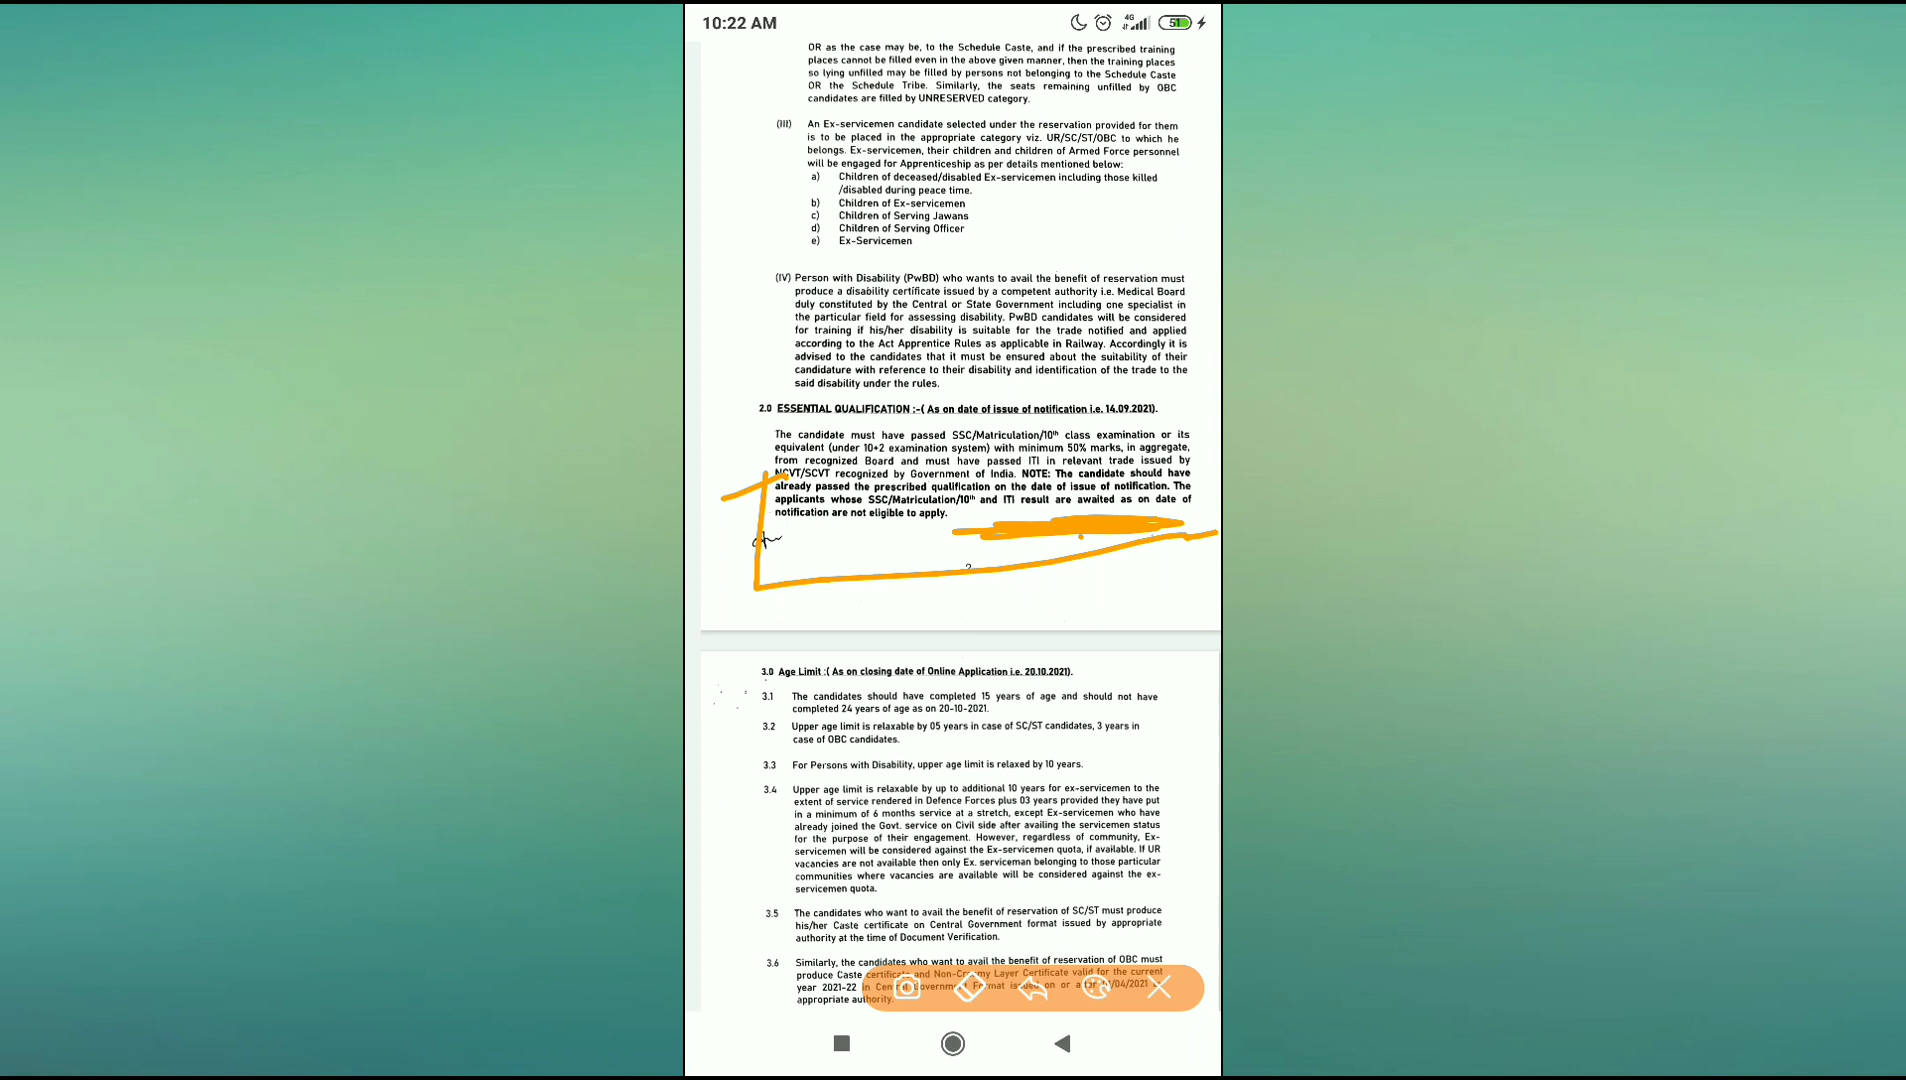 10:22 AM
4G
51
OR as the case may be, to the Schedule Caste, and if the prescribed training
places cannot be filled even in the above given manner, then the training places
so lying unfilled may be filled by persons not belonging to the Schedule Caste
OR the Schedule Tribe. Similarly, the seats remaining unfilled by OBC
candidates are filled by UNRESERVED category.
(III) An Ex-servicemen candidate selected under the reservation provided for them
is to be placed in the appropriate category viz. UR/SC/ST/OBC to which he
belongs. Ex-servicemen, their children and children of Armed Force personnel
will be engaged for Apprenticeship as per details mentioned below:
a) Children of deceased/disabled Ex-servicemen including those killed
/disabled during peace time.
b) Children of Ex-servicemen
c) Children of Serving Jawans
d) Children of Serving Officer
e) Ex-Servicemen
(IV) Person with Disability (PwBD) who wants to avail the benefit of reservation must
produce a disability certificate issued by a competent authority i.e. Medical Board
duly constituted by the Central or State Government including one specialist in
the particular field for assessing disability. PwBD candidates will be considered
for training if his/her disability is suitable for the trade notified and applied
according to the Act Apprentice Rules as applicable in Railway. Accordingly it is
advised to the candidates that it must be ensured about the suitability of their
candidature with reference to their disability and identification of the trade to the
said disability under the rules.
2.0 ESSENTIAL QUALIFICATION :-( As on date of issue of notification i.e. 14.09.2021).
The candidate must have passed SSC/Matriculation/10th class examination or its
equivalent (under 10+2 examination system) with minimum 50% marks, in aggregate,
from recognized Board and must have passed ITI in relevant trade issued by
NCVT/SCVT recognized by Government of India. NOTE: The candidate should have
already passed the prescribed qualification on the date of issue of notification. The
applicants whose SSC/Matriculation/10th and ITI result are awaited as on date of
notification are not eligible to apply.
2
3.0 Age Limit :( As on closing date of Online Application i.e. 20.10.2021).
3.1 The candidates should have completed 15 years of age and should not have
completed 24 years of age as on 20-10-2021.
3.2 Upper age limit is relaxable by 05 years in case of SC/ST candidates, 3 years in
case of OBC candidates.
3.3 For Persons with Disability, upper age limit is relaxed by 10 years.
3.4 Upper age limit is relaxable by up to additional 10 years for ex-servicemen to the
extent of service rendered in Defence Forces plus 03 years provided they have put
in a minimum of 6 months service at a stretch, except Ex-servicemen who have
already joined the Govt. service on Civil side after availing the servicemen status
for the purpose of their engagement. However, regardless of community, Ex-
servicemen will be considered against the Ex-servicemen quota, if available. If UR
vacancies are not available then only Ex. serviceman belonging to those particular
communities where vacancies are available will be considered against the ex-
servicemen quota.
3.5 The candidates who want to avail the benefit of reservation of SC/ST must produce
his/her Caste certificate on Central Government format issued by appropriate
authority at the time of Document Verification.
3.6 Similarly, the candidates who want to avail the benefit of reservation of OBC must
produce Caste certificate and Non-Creamy Layer Certificate valid for the current
year 2021-22 in Central Government Format issued on or after /04/2021
appropriate authority.